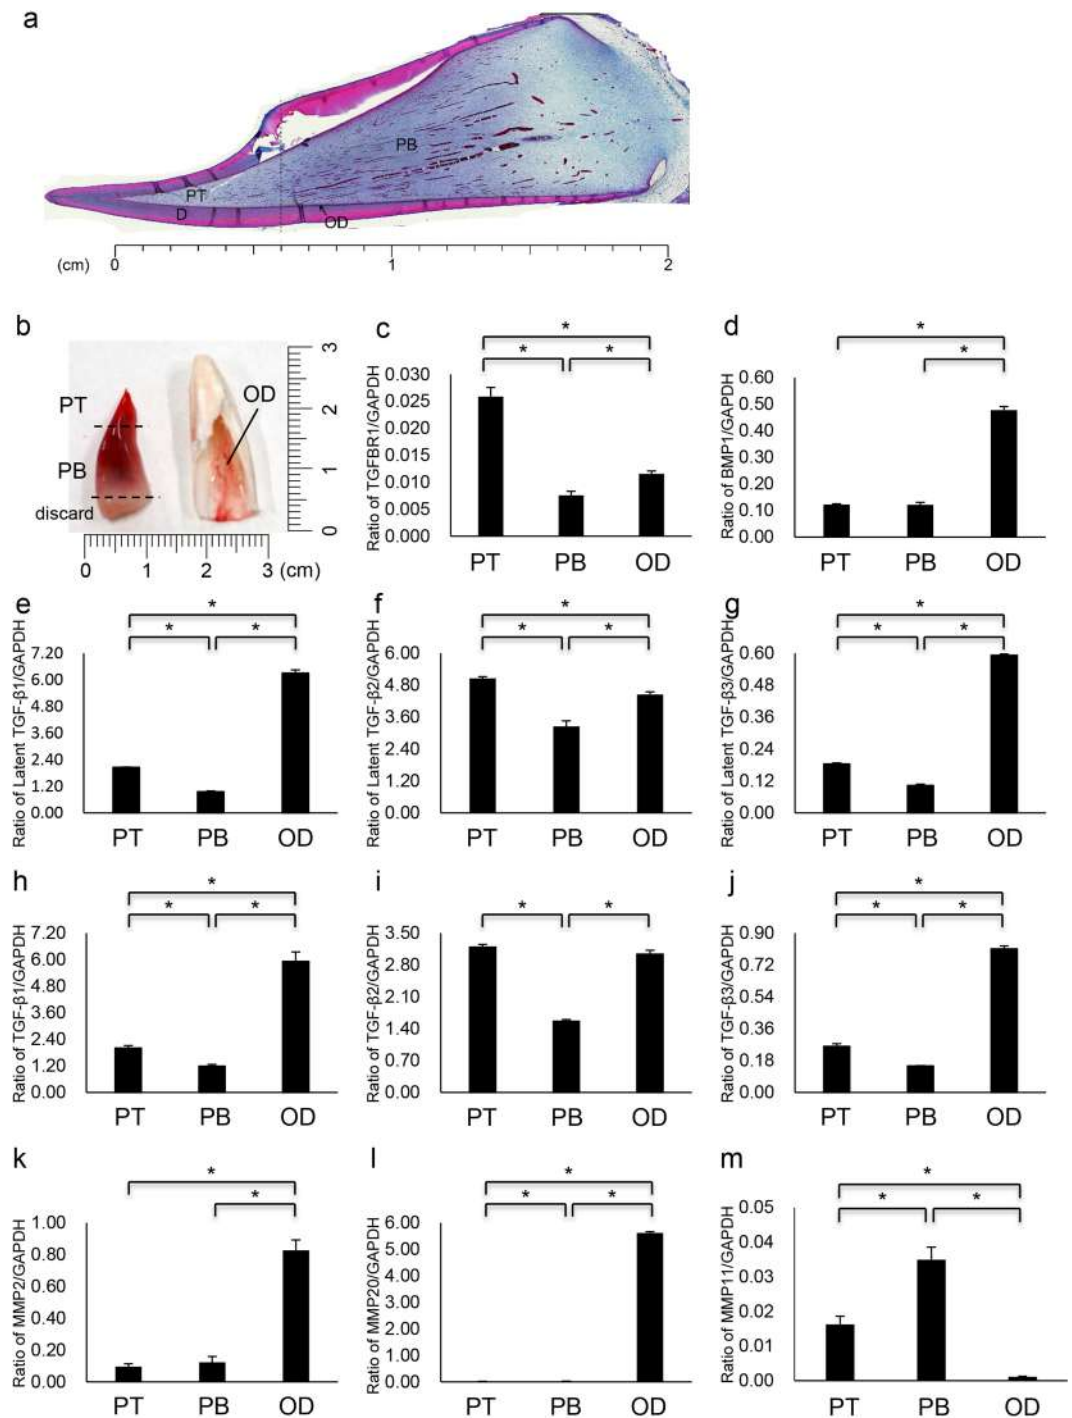 a
PB
PT
D
OD
(cm) 0 1 2
b
PT
PB
discard
OD
3
2
1
0
0 1 2 3 (cm)
c
* 
* *
Ratio of TGFBR1/GAPDH
0.030
0.025
0.020
0.015
0.010
0.005
0.000
PT PB OD
d
*
*
Ratio of BMP1/GAPDH
0.60
0.50
0.40
0.30
0.20
0.10
0.00
PT PB OD
e
*
* *
Ratio of Latent TGF-β1/GAPDH
7.20
6.00
4.80
3.60
2.40
1.20
0.00
PT PB OD
f
*
* *
Ratio of Latent TGF-β2/GAPDH
6.00
4.80
3.60
2.40
1.20
0.00
PT PB OD
g
*
* *
Ratio of Latent TGF-β3/GAPDH
0.60
0.48
0.36
0.24
0.12
0.00
PT PB OD
h
*
* *
Ratio of TGF-β1/GAPDH
7.20
6.00
4.80
3.60
2.40
1.20
0.00
PT PB OD
i
* *
Ratio of TGF-β2/GAPDH
3.50
2.80
2.10
1.40
0.70
0.00
PT PB OD
j
*
* *
Ratio of TGF-β3/GAPDH
0.90
0.72
0.54
0.36
0.18
0.00
PT PB OD
k
*
*
Ratio of MMP2/GAPDH
1.00
0.80
0.60
0.40
0.20
0.00
PT PB OD
l
*
* *
Ratio of MMP20/GAPDH
6.00
5.00
4.00
3.00
2.00
1.00
0.00
PT PB OD
m
*
* *
Ratio of MMP11/GAPDH
0.05
0.04
0.03
0.02
0.01
0.00
PT PB OD